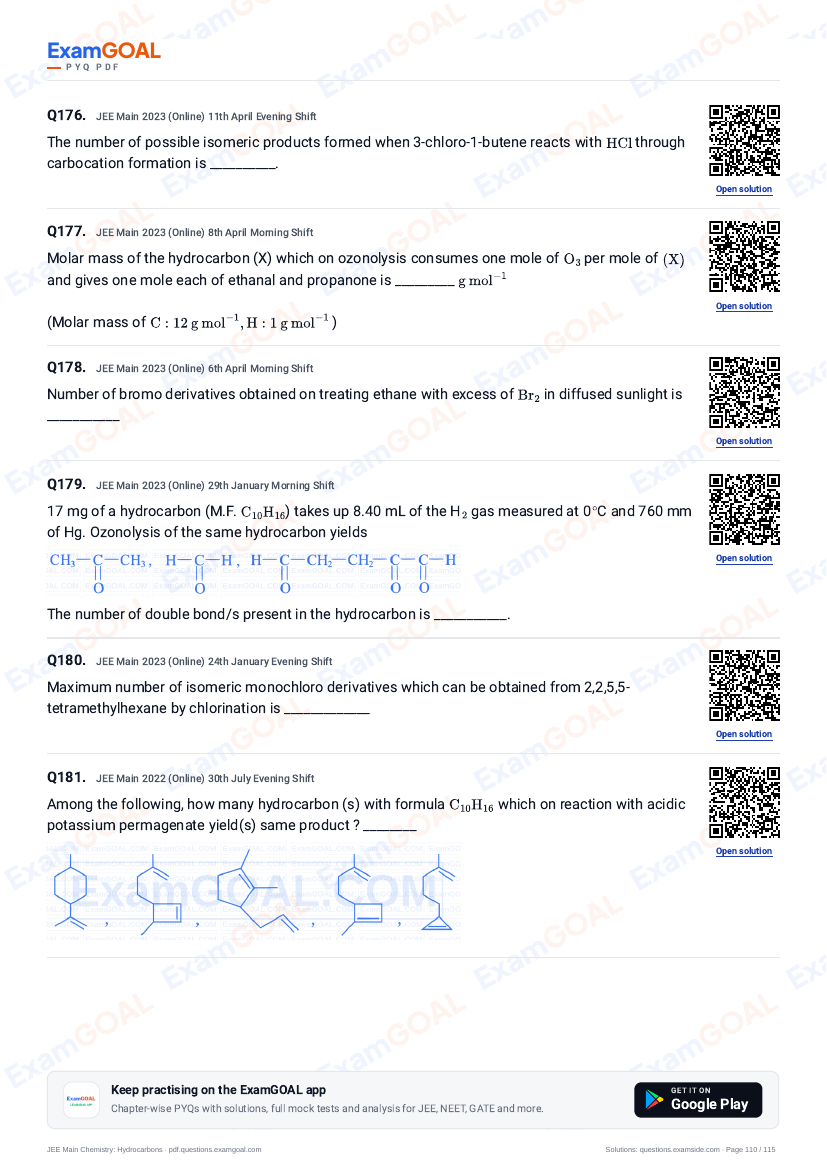 ExamGOAL
PYQ PDF
Q176. JEE Main 2023 (Online) 11th April Evening Shift
The number of possible isomeric products formed when 3-chloro-1-butene reacts with HCl through
carbocation formation is __________.
Open solution
Q177. JEE Main 2023 (Online) 8th April Morning Shift
Molar mass of the hydrocarbon (X) which on ozonolysis consumes one mole of O₃ per mole of (X)
and gives one mole each of ethanal and propanone is _________ g mol⁻¹
(Molar mass of C : 12 g mol⁻¹, H : 1 g mol⁻¹)
Open solution
Q178. JEE Main 2023 (Online) 6th April Morning Shift
Number of bromo derivatives obtained on treating ethane with excess of Br₂ in diffused sunlight is
___________
Open solution
Q179. JEE Main 2023 (Online) 29th January Morning Shift
17 mg of a hydrocarbon (M.F. C₁₀H₁₆) takes up 8.40 mL of the H₂ gas measured at 0°C and 760 mm
of Hg. Ozonolysis of the same hydrocarbon yields
CH₃—C—CH₃, H—C—H, H—C—CH₂—CH₂—C—C—H
O O O O O
The number of double bond/s present in the hydrocarbon is ___________.
Open solution
Q180. JEE Main 2023 (Online) 24th January Evening Shift
Maximum number of isomeric monochloro derivatives which can be obtained from 2,2,5,5-
tetramethylhexane by chlorination is _____________
Open solution
Q181. JEE Main 2022 (Online) 30th July Evening Shift
Among the following, how many hydrocarbon (s) with formula C₁₀H₁₆ which on reaction with acidic
potassium permagenate yield(s) same product ? ________
Open solution
ExamGOAL.COM
, , , ,
Keep practising on the ExamGOAL app
Chapter-wise PYQs with solutions, full mock tests and analysis for JEE, NEET, GATE and more.
GET IT ON
Google Play
JEE Main Chemistry: Hydrocarbons · pdf.questions.examgoal.com
Solutions: questions.examside.com · Page 110 / 115